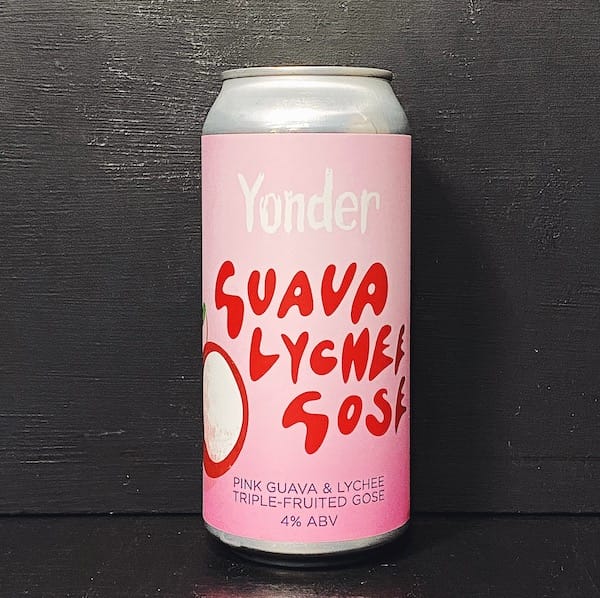 Yonder
GUAVA
LYCHEE
GOSE
PINK GUAVA & LYCHEE
TRIPLE-FRUITED GOSE
4% ABV